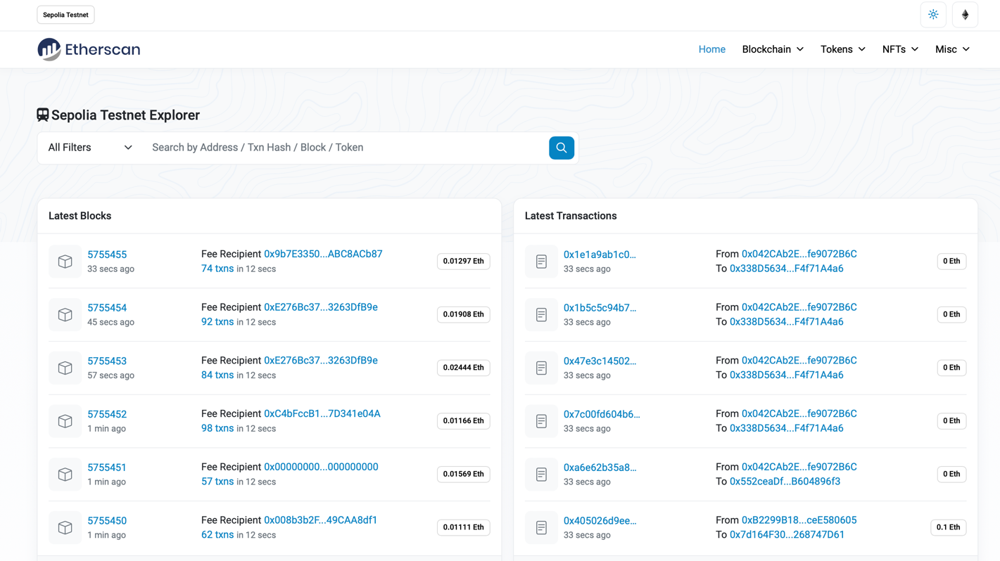 Sepolia Testnet
Etherscan
Home Blockchain Tokens NFTs Misc
Sepolia Testnet Explorer
All Filters Search by Address / Txn Hash / Block / Token
Latest Blocks
5755455 Fee Recipient 0x9b7E3350...ABC8ACb87 0.01297 Eth
33 secs ago 74 txns in 12 secs
5755454 Fee Recipient 0xE276Bc37...3263DfB9e 0.01908 Eth
45 secs ago 92 txns in 12 secs
5755453 Fee Recipient 0xE276Bc37...3263DfB9e 0.02444 Eth
57 secs ago 84 txns in 12 secs
5755452 Fee Recipient 0xC4bFccB1...7D341e04A 0.01166 Eth
1 min ago 98 txns in 12 secs
5755451 Fee Recipient 0x00000000...000000000 0.01569 Eth
1 min ago 57 txns in 12 secs
5755450 Fee Recipient 0x008b3b2F...49CAA8df1 0.01111 Eth
1 min ago 62 txns in 12 secs
Latest Transactions
0x1e1a9ab1c0... From 0x042CAb2E...fe9072B6C 0 Eth
33 secs ago To 0x338D5634...F4f71A4a6
0x1b5c5c94b7... From 0x042CAb2E...fe9072B6C 0 Eth
33 secs ago To 0x338D5634...F4f71A4a6
0x47e3c14502... From 0x042CAb2E...fe9072B6C 0 Eth
33 secs ago To 0x338D5634...F4f71A4a6
0x7c00fd604b6... From 0x042CAb2E...fe9072B6C 0 Eth
33 secs ago To 0x338D5634...F4f71A4a6
0xa6e62b35a8... From 0x042CAb2E...fe9072B6C 0 Eth
33 secs ago To 0x552ceaDf...B604896f3
0x405026d9ee... From 0xB2299B18...ceE580605 0.1 Eth
33 secs ago To 0x7d164F30...268747D61